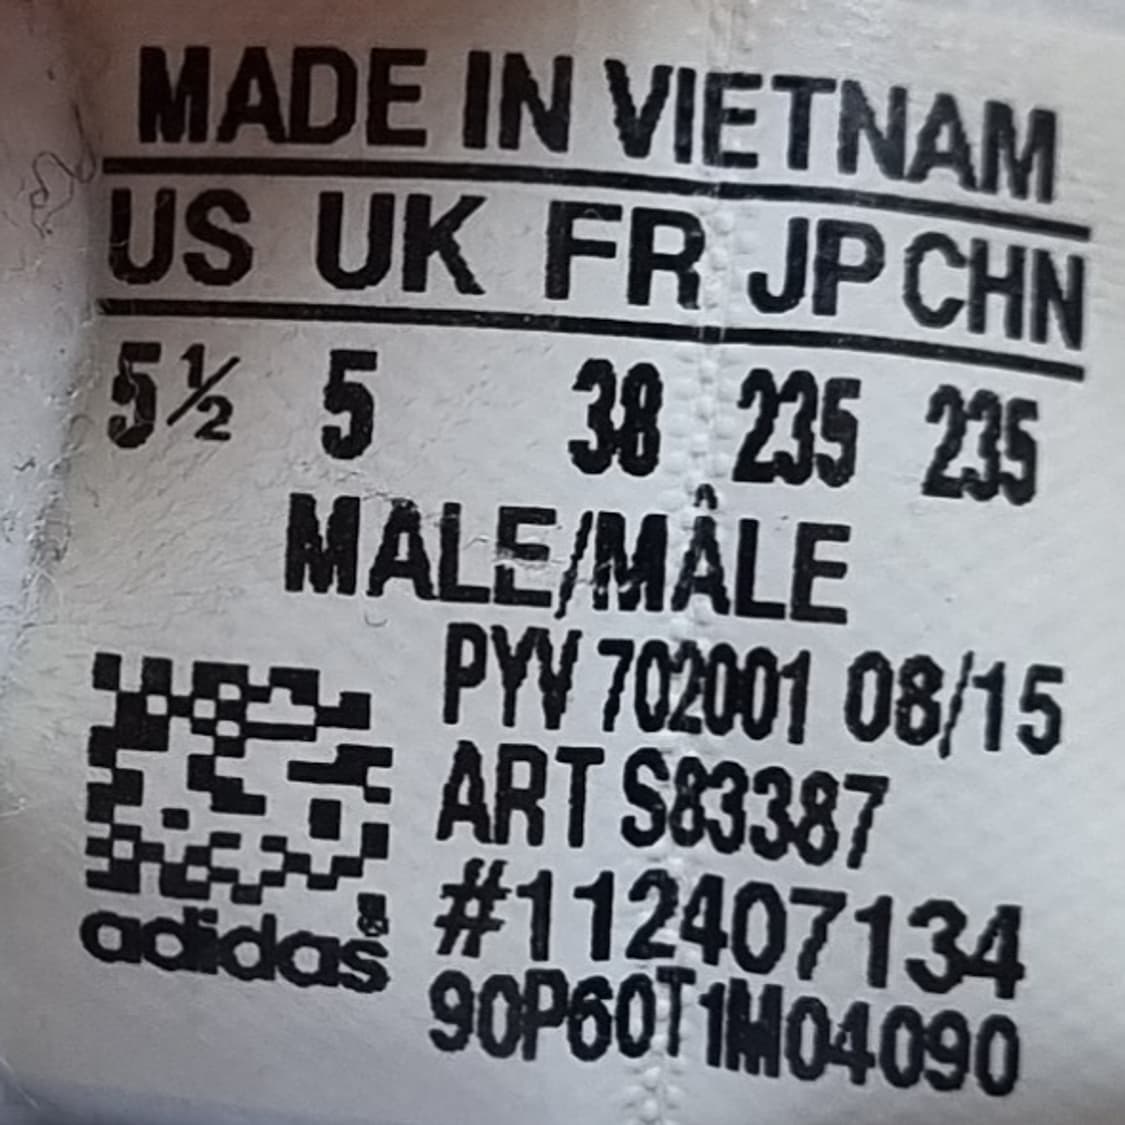 MADE IN VIETNAM
US UK FR JP CHN
5½ 5 38 235 235
MALE/MÂLE
PYV 702001 08/15
ART S83387
#112407134
adidas®
90P60T1M04090